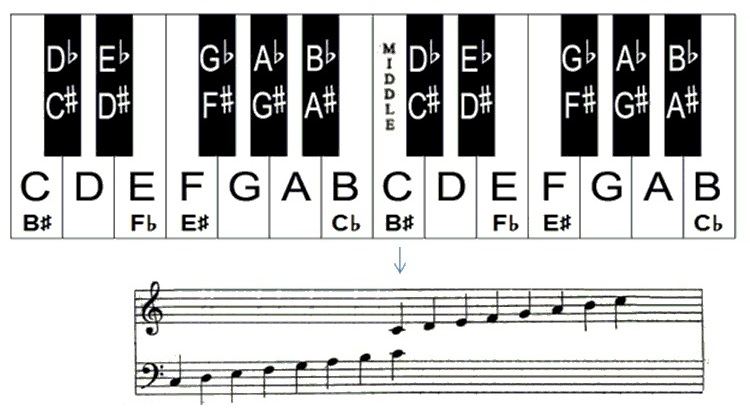 D♭ E♭ G♭ A♭ B♭ MIDDLE D♭ E♭ G♭ A♭ B♭
C# D# F# G# A# C# D# F# G# A#
C D E F G A B C D E F G A B
B# F♭ E# C♭ B# F♭ E# C♭